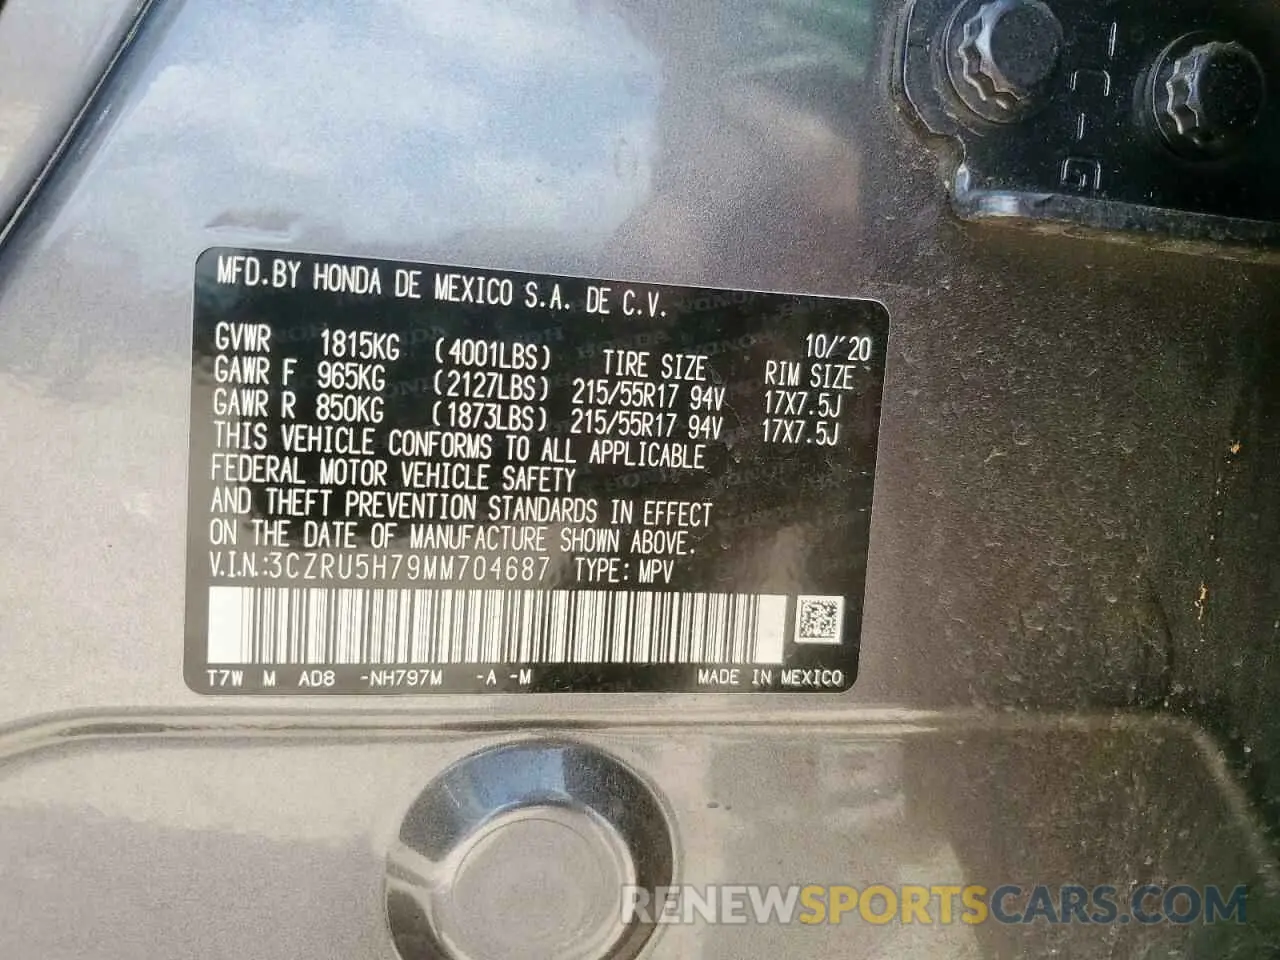 MFD.BY HONDA DE MEXICO S.A. DE C.V.
10/'20
GVWR 1815KG (4001LBS) TIRE SIZE RIM SIZE
GAWR F 965KG (2127LBS) 215/55R17 94V 17X7.5J
GAWR R 850KG (1873LBS) 215/55R17 94V 17X7.5J
THIS VEHICLE CONFORMS TO ALL APPLICABLE
FEDERAL MOTOR VEHICLE SAFETY
AND THEFT PREVENTION STANDARDS IN EFFECT
ON THE DATE OF MANUFACTURE SHOWN ABOVE.
V.I.N.:3CZRU5H79MM704687 TYPE: MPV
T7W M AD8 -NH797M -A -M MADE IN MEXICO
RENEWSPORTSCARS.COM